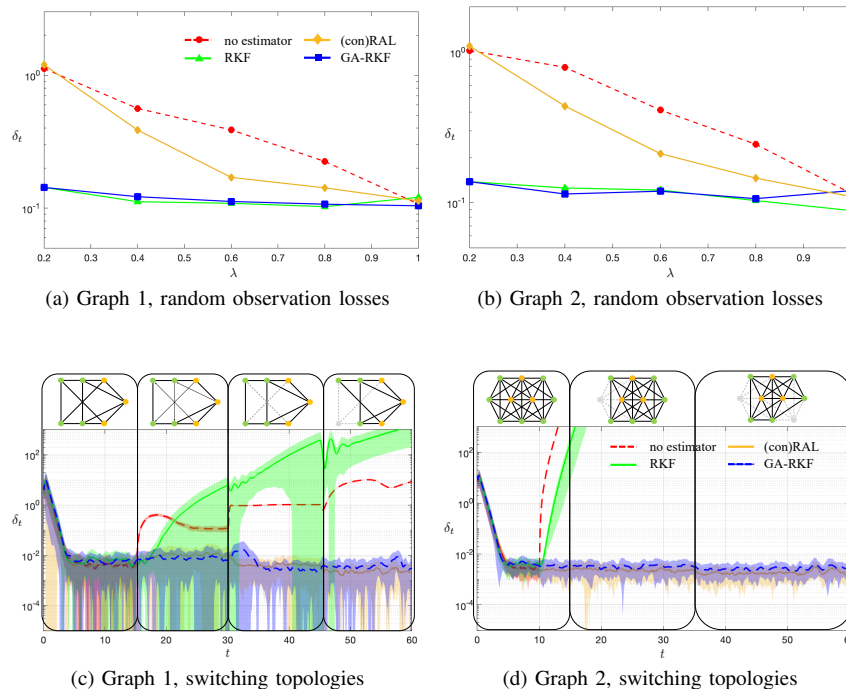 no estimator
(con)RAL
RKF
GA-RKF
10^0
δ_t
10^-1
0.2 0.3 0.4 0.5 0.6 0.7 0.8 0.9 1
λ
(a) Graph 1, random observation losses
10^0
δ_t
10^-1
0.2 0.3 0.4 0.5 0.6 0.7 0.8 0.9
λ
(b) Graph 2, random observation losses
10^2
10^0
δ_t
10^-2
10^-4
0 10 20 30 40 50 60
t
(c) Graph 1, switching topologies
no estimator
(con)RAL
RKF
GA-RKF
10^2
10^0
δ_t
10^-2
10^-4
0 10 20 30 40 50
t
(d) Graph 2, switching topologies